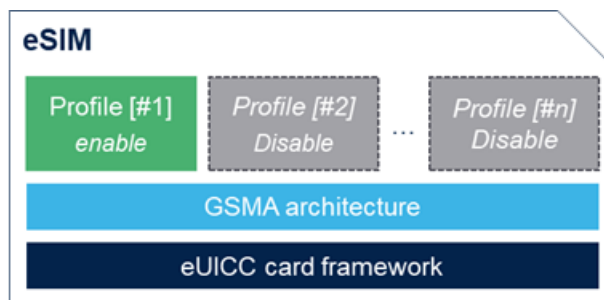 eSIM
Profile [#1]
enable
Profile [#2]
Disable
...
Profile [#n]
Disable
GSMA architecture
eUICC card framework